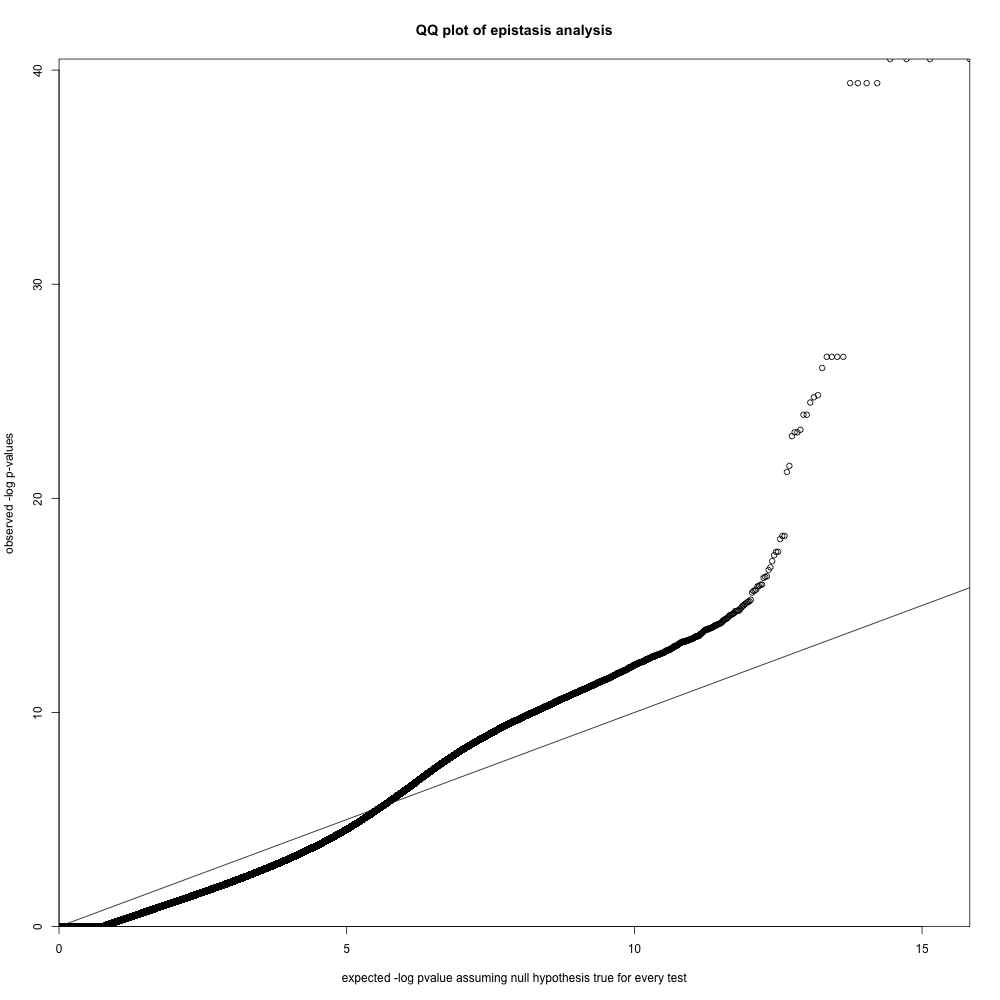 QQ plot of epistasis analysis
40
30
20
10
0
observed -log p-values
0 5 10 15
expected -log pvalue assuming null hypothesis true for every test